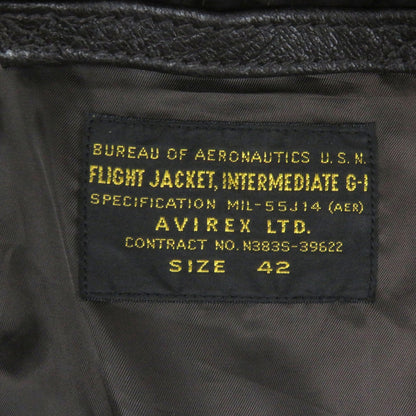 BUREAU OF AERONAUTICS U.S.N.
FLIGHT JACKET, INTERMEDIATE G-1
SPECIFICATION MIL-55J14 (AER)
AVIREX LTD.
CONTRACT NO. N383S-39622
SIZE 42